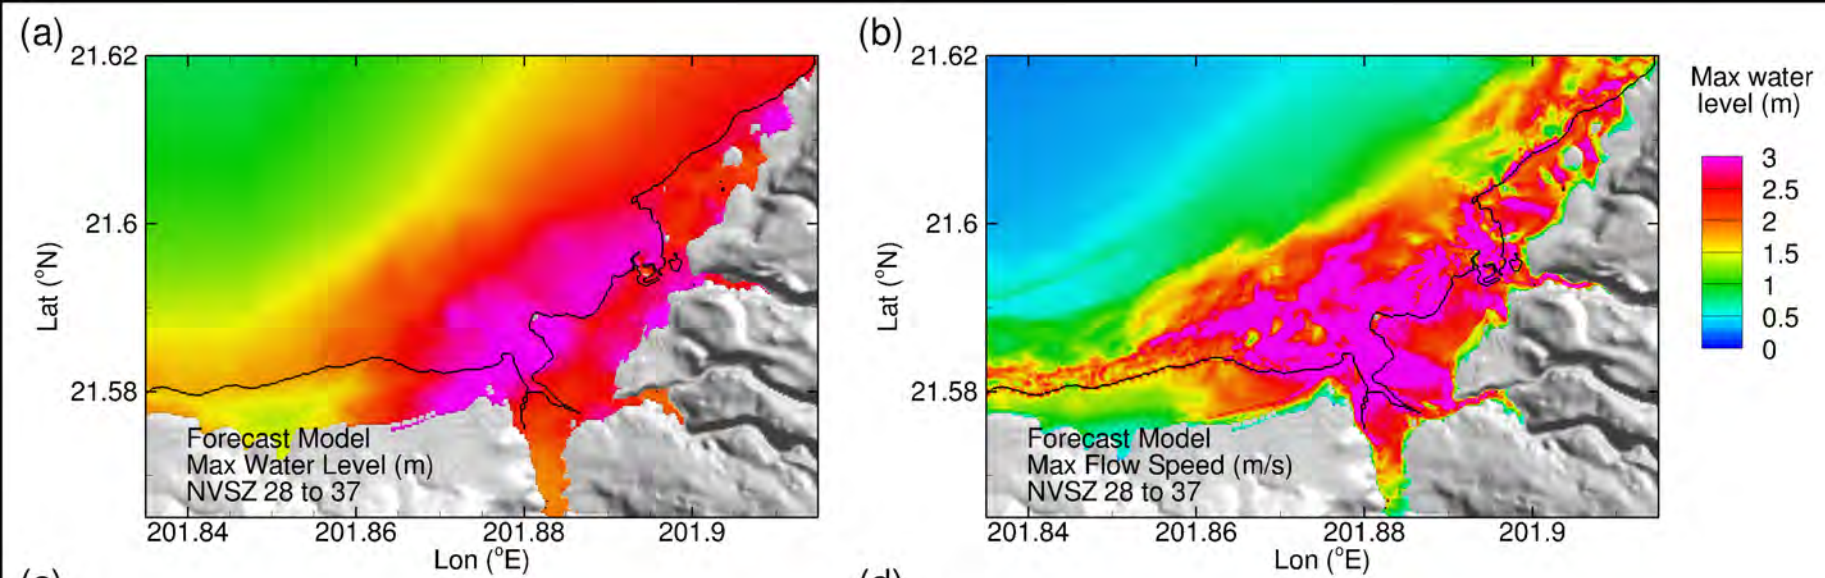 (a)
21.62
21.6
21.58
Lat (°N)
Forecast Model
Max Water Level (m)
NVSZ 28 to 37
201.84 201.86 201.88 201.9
Lon (°E)
(b)
21.62
21.6
21.58
Lat (°N)
Forecast Model
Max Flow Speed (m/s)
NVSZ 28 to 37
201.84 201.86 201.88 201.9
Lon (°E)
Max water
level (m)
3
2.5
2
1.5
1
0.5
0